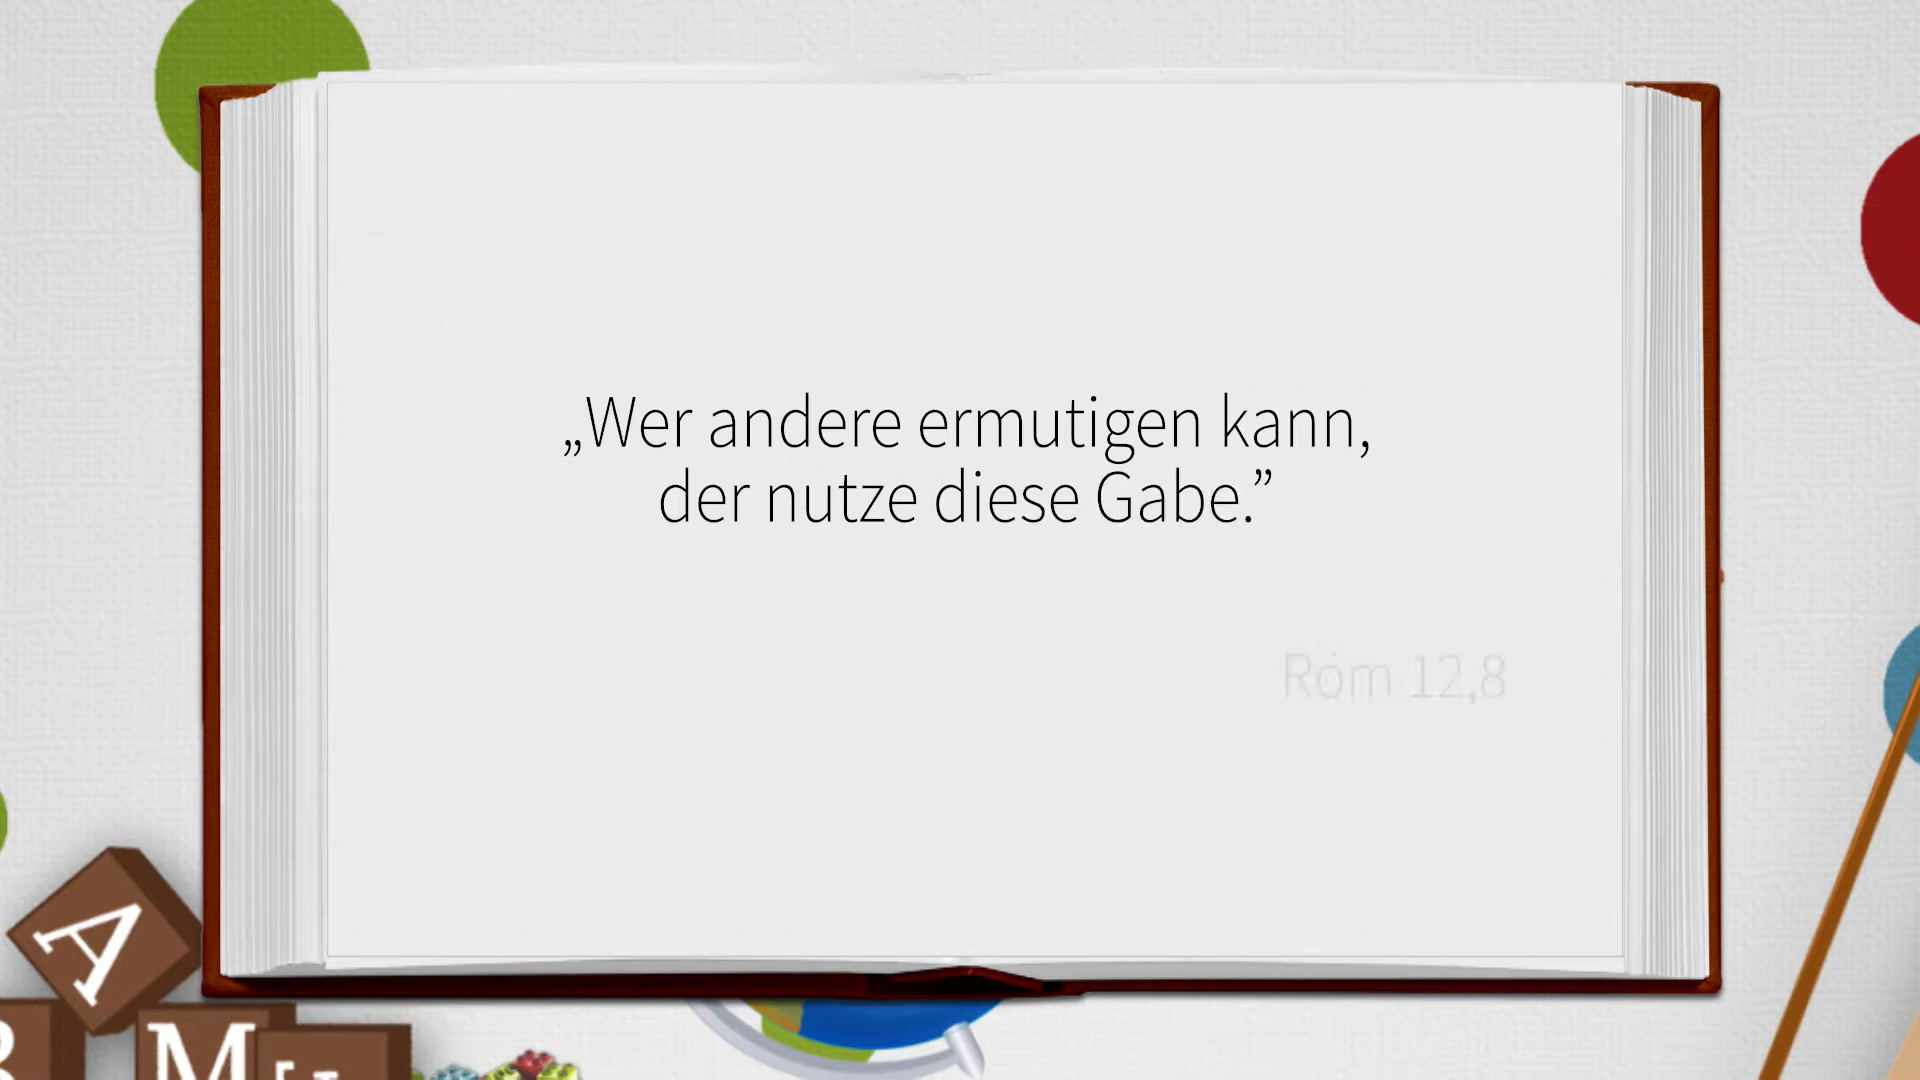 „Wer andere ermutigen kann,
der nutze diese Gabe.”
Röm 12,8
A
M